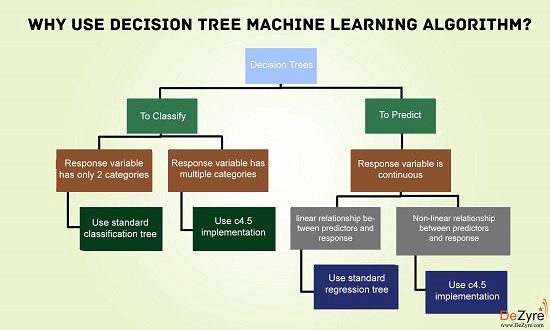 WHY USE DECISION TREE MACHINE LEARNING ALGORITHM?
Decision Trees
To Classify
To Predict
Response variable
has only 2 categories
Response variable has
multiple categories
Response variable is
continuous
Use standard
classification tree
Use c4.5
implementation
linear relationship be-
tween predictors and
response
Non-linear relationship
between predictors
and response
Use standard
regression tree
Use c4.5
implementation
DeZyre
www.DeZyre.com